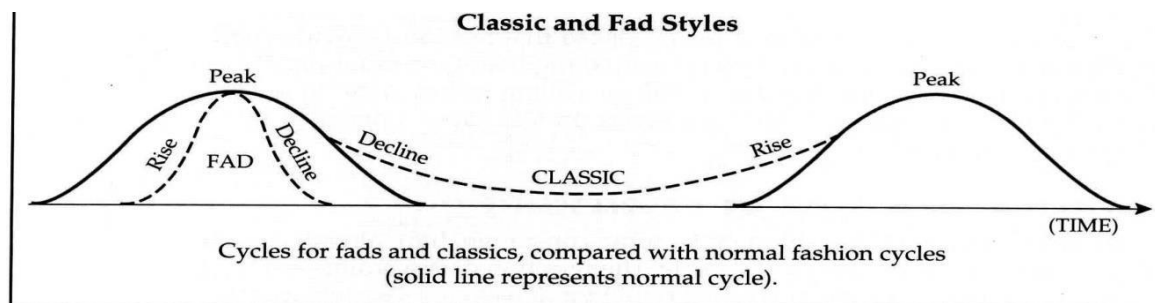 Classic and Fad Styles
Peak
Peak
Rise
FAD
Decline
Decline
CLASSIC
Rise
(TIME)
Cycles for fads and classics, compared with normal fashion cycles
(solid line represents normal cycle).